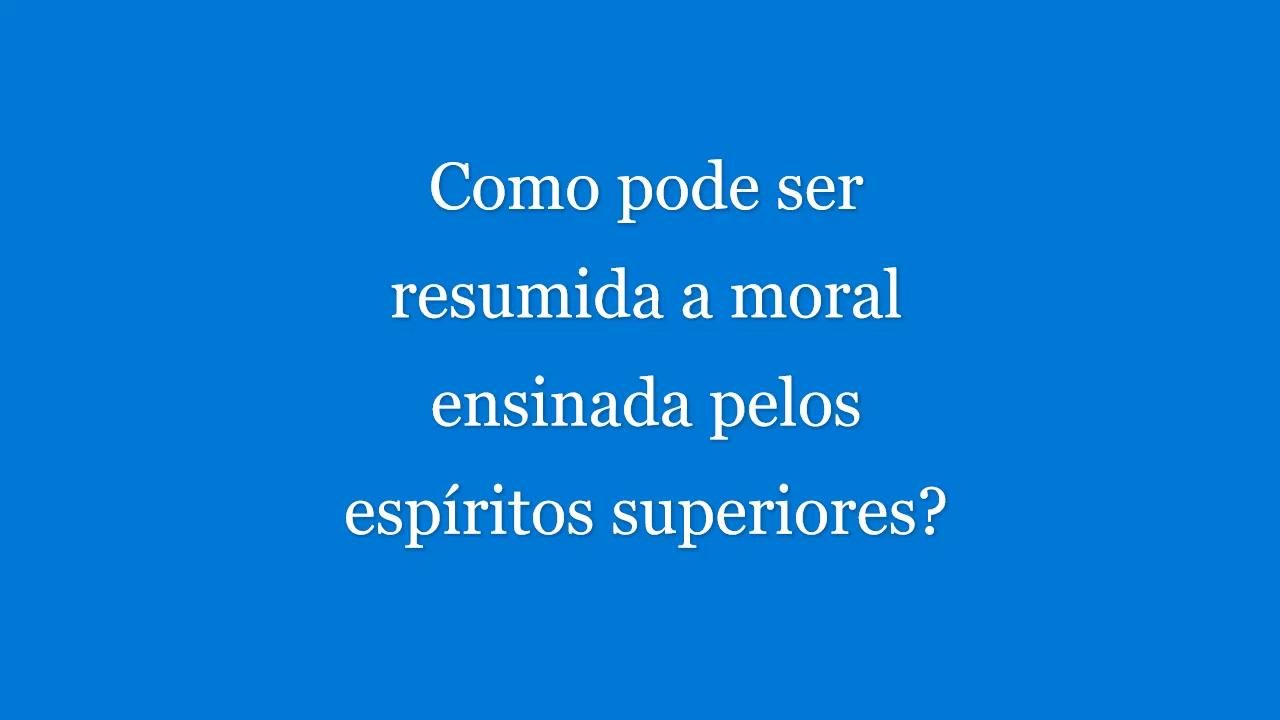 Como pode ser
resumida a moral
ensinada pelos
espíritos superiores?